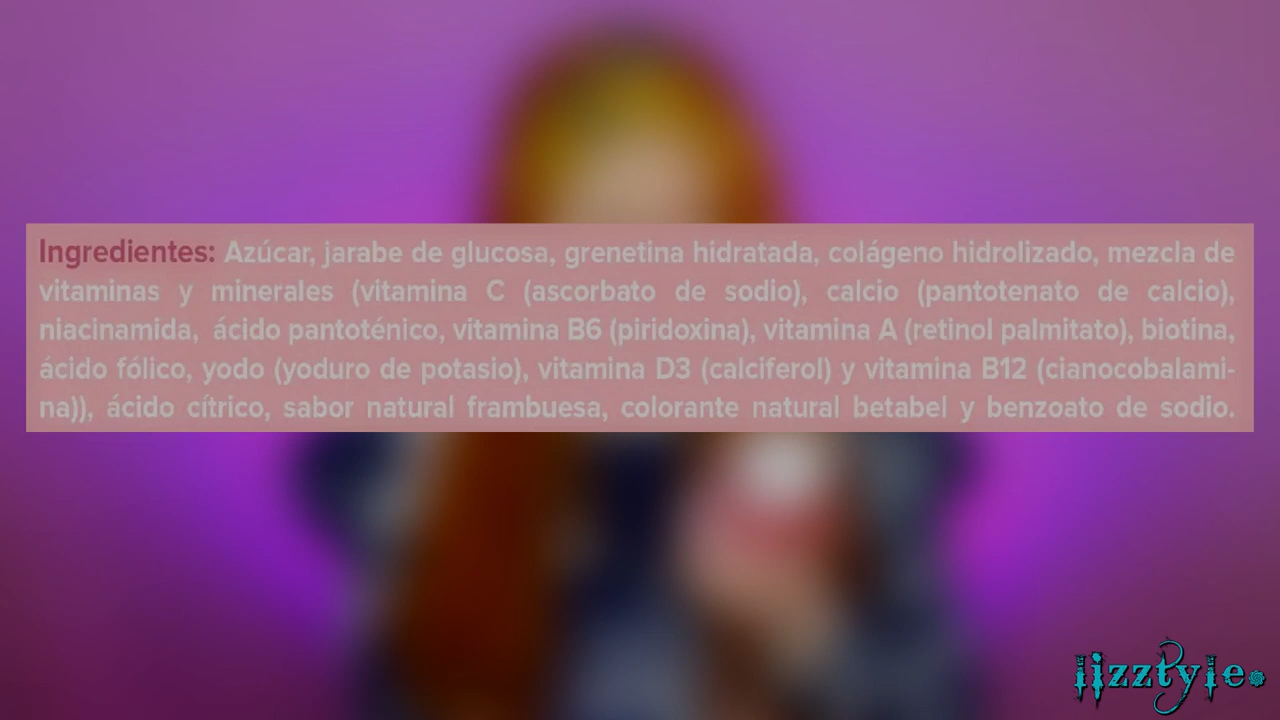 Ingredientes: Azúcar, jarabe de glucosa, grenetina hidratada, colágeno hidrolizado, mezcla de
vitaminas y minerales (vitamina C (ascorbato de sodio), calcio (pantotenato de calcio),
niacinamida, ácido pantoténico, vitamina B6 (piridoxina), vitamina A (retinol palmitato), biotina,
ácido fólico, yodo (yoduro de potasio), vitamina D3 (calciferol) y vitamina B12 (cianocobalami-
na)), ácido cítrico, sabor natural frambuesa, colorante natural betabel y benzoato de sodio.
lizztyle.